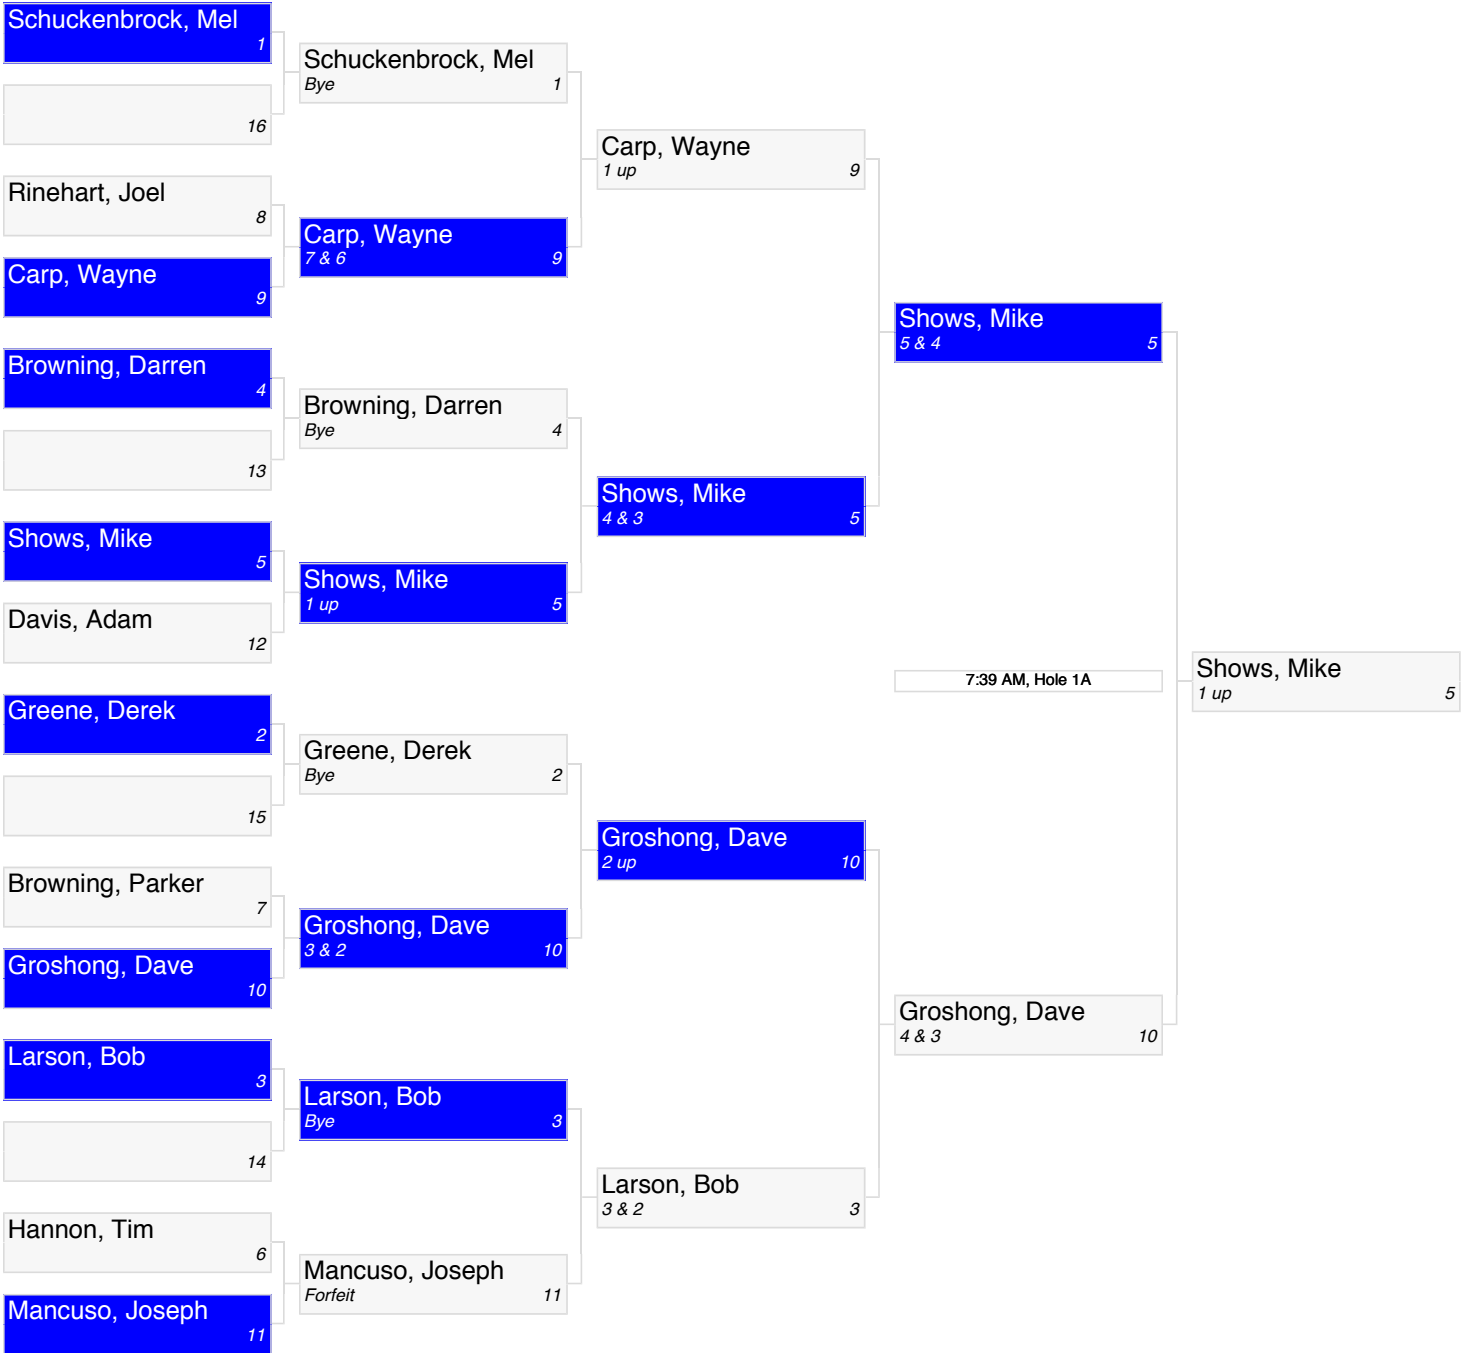 Schuckenbrock, Mel
1
16
Rinehart, Joel
8
Carp, Wayne
9
Browning, Darren
4
13
Shows, Mike
5
Davis, Adam
12
Greene, Derek
2
15
Browning, Parker
7
Groshong, Dave
10
Larson, Bob
3
14
Hannon, Tim
6
Mancuso, Joseph
11
Schuckenbrock, Mel
Bye 1
Carp, Wayne
7 & 6 9
Browning, Darren
Bye 4
Shows, Mike
1 up 5
Greene, Derek
Bye 2
Groshong, Dave
3 & 2 10
Larson, Bob
Bye 3
Mancuso, Joseph
Forfeit 11
Carp, Wayne
1 up 9
Shows, Mike
4 & 3 5
Groshong, Dave
2 up 10
Larson, Bob
3 & 2 3
Shows, Mike
5 & 4 5
7:39 AM, Hole 1A
Groshong, Dave
4 & 3 10
Shows, Mike
1 up 5